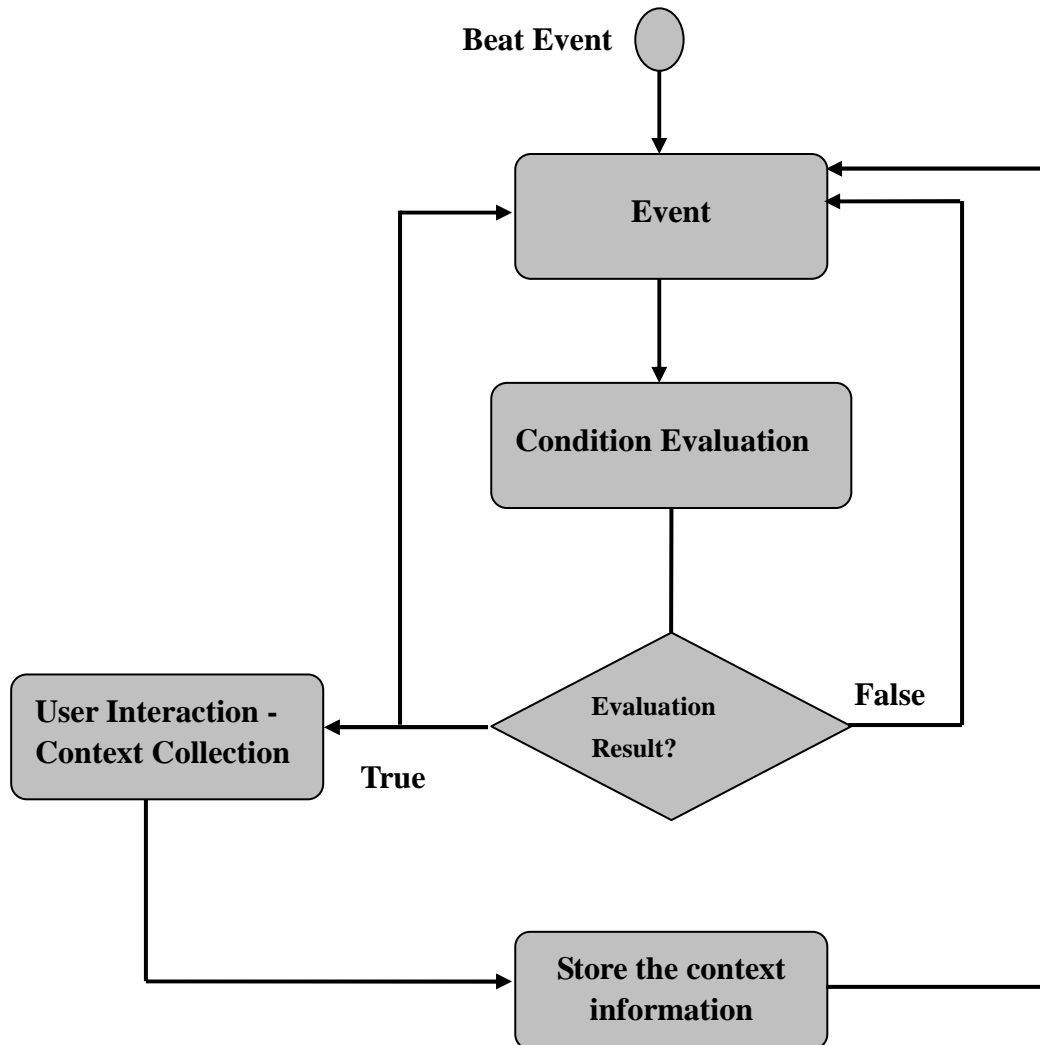 Beat Event
Event
Condition Evaluation
Evaluation
Result?
False
User Interaction -
Context Collection
True
Store the context
information